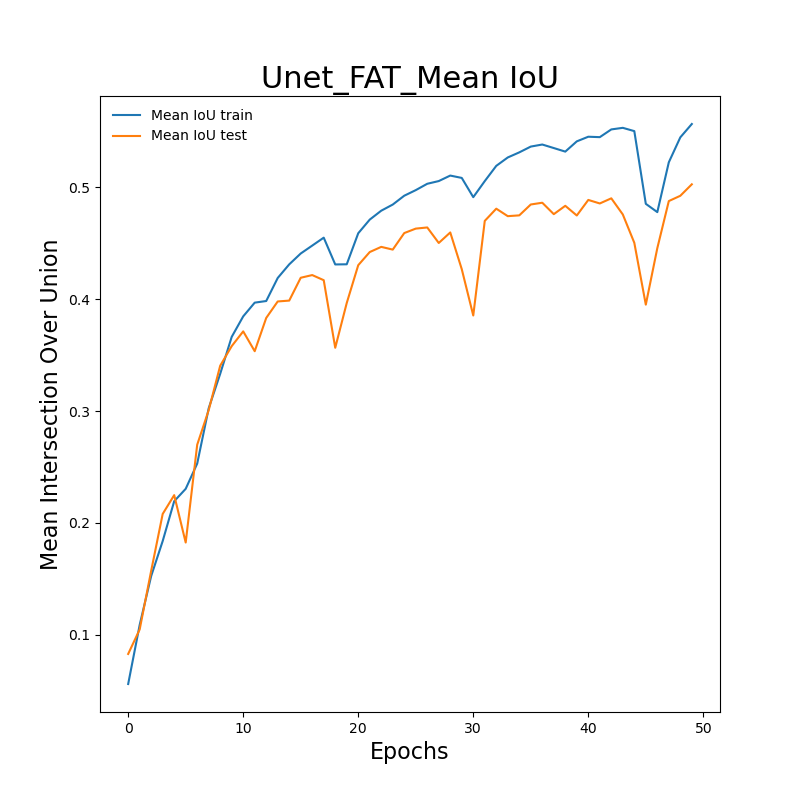 Unet_FAT_Mean IoU
Mean IoU train
Mean IoU test
Mean Intersection Over Union
0.5
0.4
0.3
0.2
0.1
0 10 20 30 40 50
Epochs